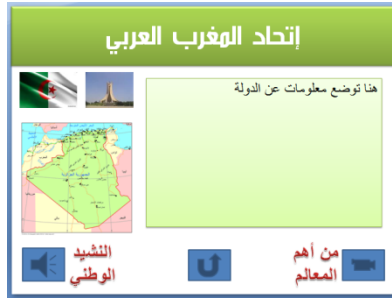 إتحاد المغرب العربي
هنا توضع معلومات عن الدولة
من أهم
المعالم
النشيد
الوطني